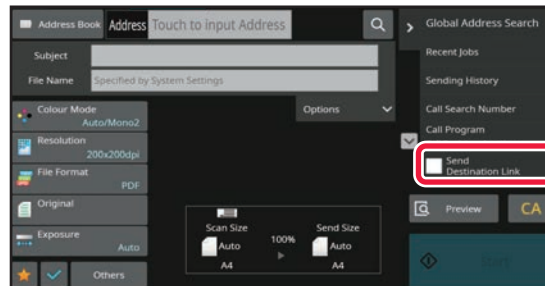 Address Book Address Touch to input Address
Subject
File Name Specified by System Settings
Colour Mode
Auto/Mono2
Resolution
200x200dpi
File Format
PDF
Original
Exposure
Auto
Others
Options
Scan Size
Auto
A4
100%
Send Size
Auto
A4
Global Address Search
Recent Jobs
Sending History
Call Search Number
Call Program
Send
Destination Link
Preview
CA
Start